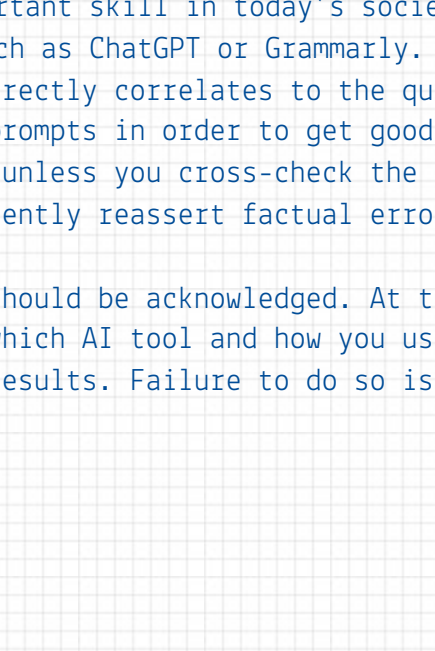 rtant skill in today's socie
ch as ChatGPT or Grammarly.
rectly correlates to the qu
rompts in order to get good
unless you cross-check the
ently reassert factual erro
hould be acknowledged. At t
hich AI tool and how you us
esults. Failure to do so is